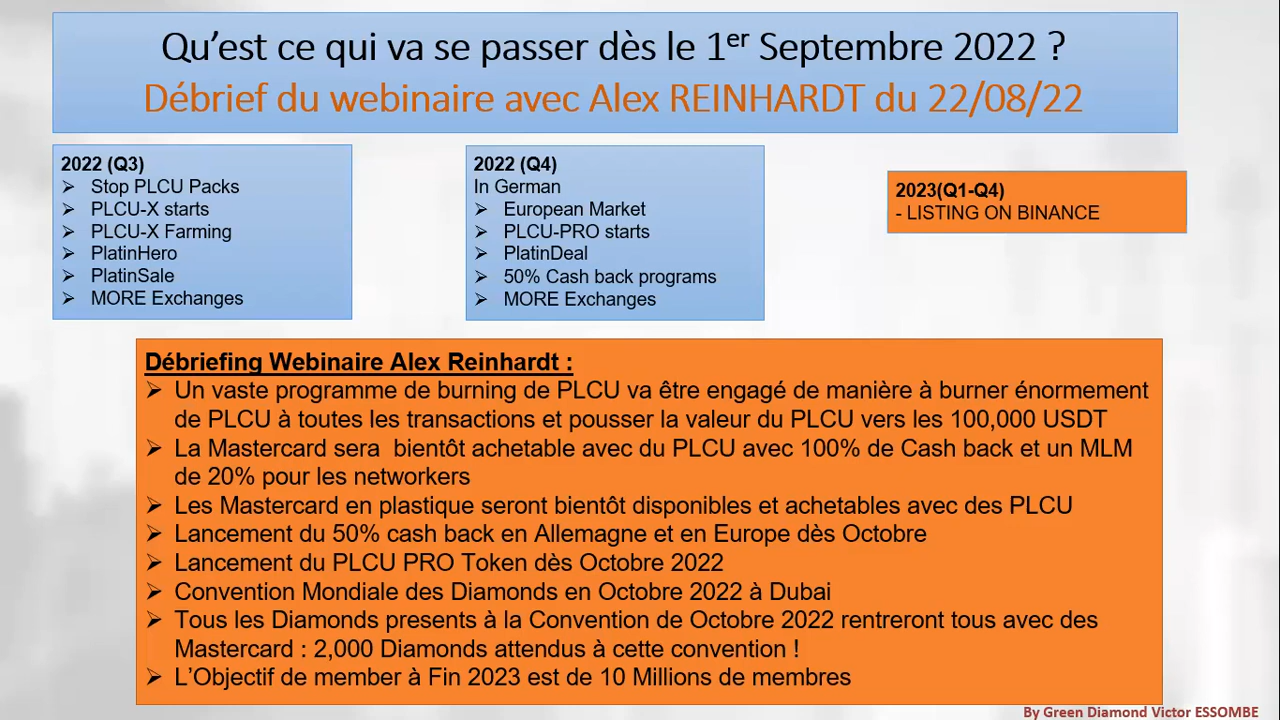 Qu'est ce qui va se passer dès le 1er Septembre 2022 ?
Débrief du webinaire avec Alex REINHARDT du 22/08/22
2022 (Q3)
➢ Stop PLCU Packs
➢ PLCU-X starts
➢ PLCU-X Farming
➢ PlatinHero
➢ PlatinSale
➢ MORE Exchanges
2022 (Q4)
In German
➢ European Market
➢ PLCU-PRO starts
➢ PlatinDeal
➢ 50% Cash back programs
➢ MORE Exchanges
2023(Q1-Q4)
- LISTING ON BINANCE
Débriefing Webinaire Alex Reinhardt :
➢ Un vaste programme de burning de PLCU va être engagé de manière à burner énormement
de PLCU à toutes les transactions et pousser la valeur du PLCU vers les 100,000 USDT
➢ La Mastercard sera  bientôt achetable avec du PLCU avec 100% de Cash back et un MLM
de 20% pour les networkers
➢ Les Mastercard en plastique seront bientôt disponibles et achetables avec des PLCU
➢ Lancement du 50% cash back en Allemagne et en Europe dès Octobre
➢ Lancement du PLCU PRO Token dès Octobre 2022
➢ Convention Mondiale des Diamonds en Octobre 2022 à Dubai
➢ Tous les Diamonds presents à la Convention de Octobre 2022 rentreront tous avec des
Mastercard : 2,000 Diamonds attendus à cette convention !
➢ L'Objectif de member à Fin 2023 est de 10 Millions de membres
By Green Diamond Victor ESSOMBE